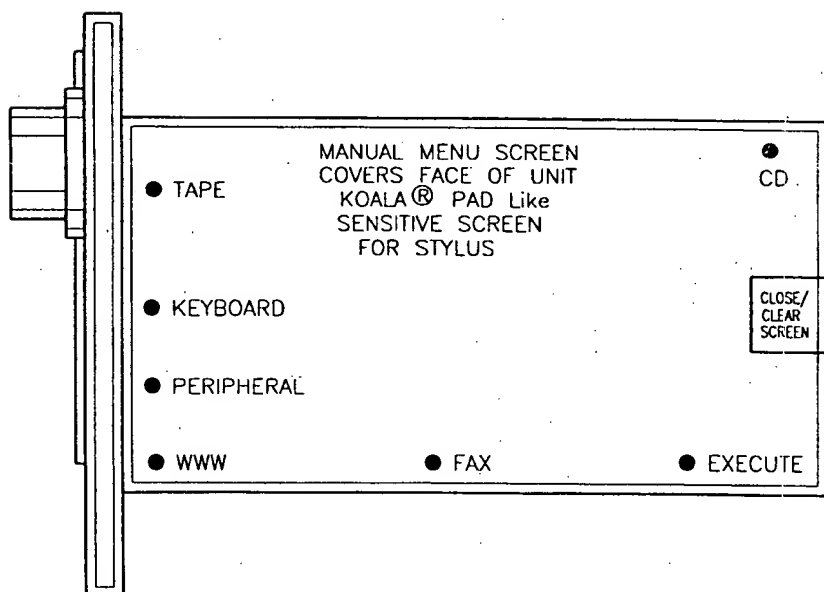 MANUAL MENU SCREEN
COVERS FACE OF UNIT
KOALA® PAD Like
SENSITIVE SCREEN
FOR STYLUS
CD
TAPE
KEYBOARD
CLOSE/
CLEAR
SCREEN
PERIPHERAL
WWW
FAX
EXECUTE